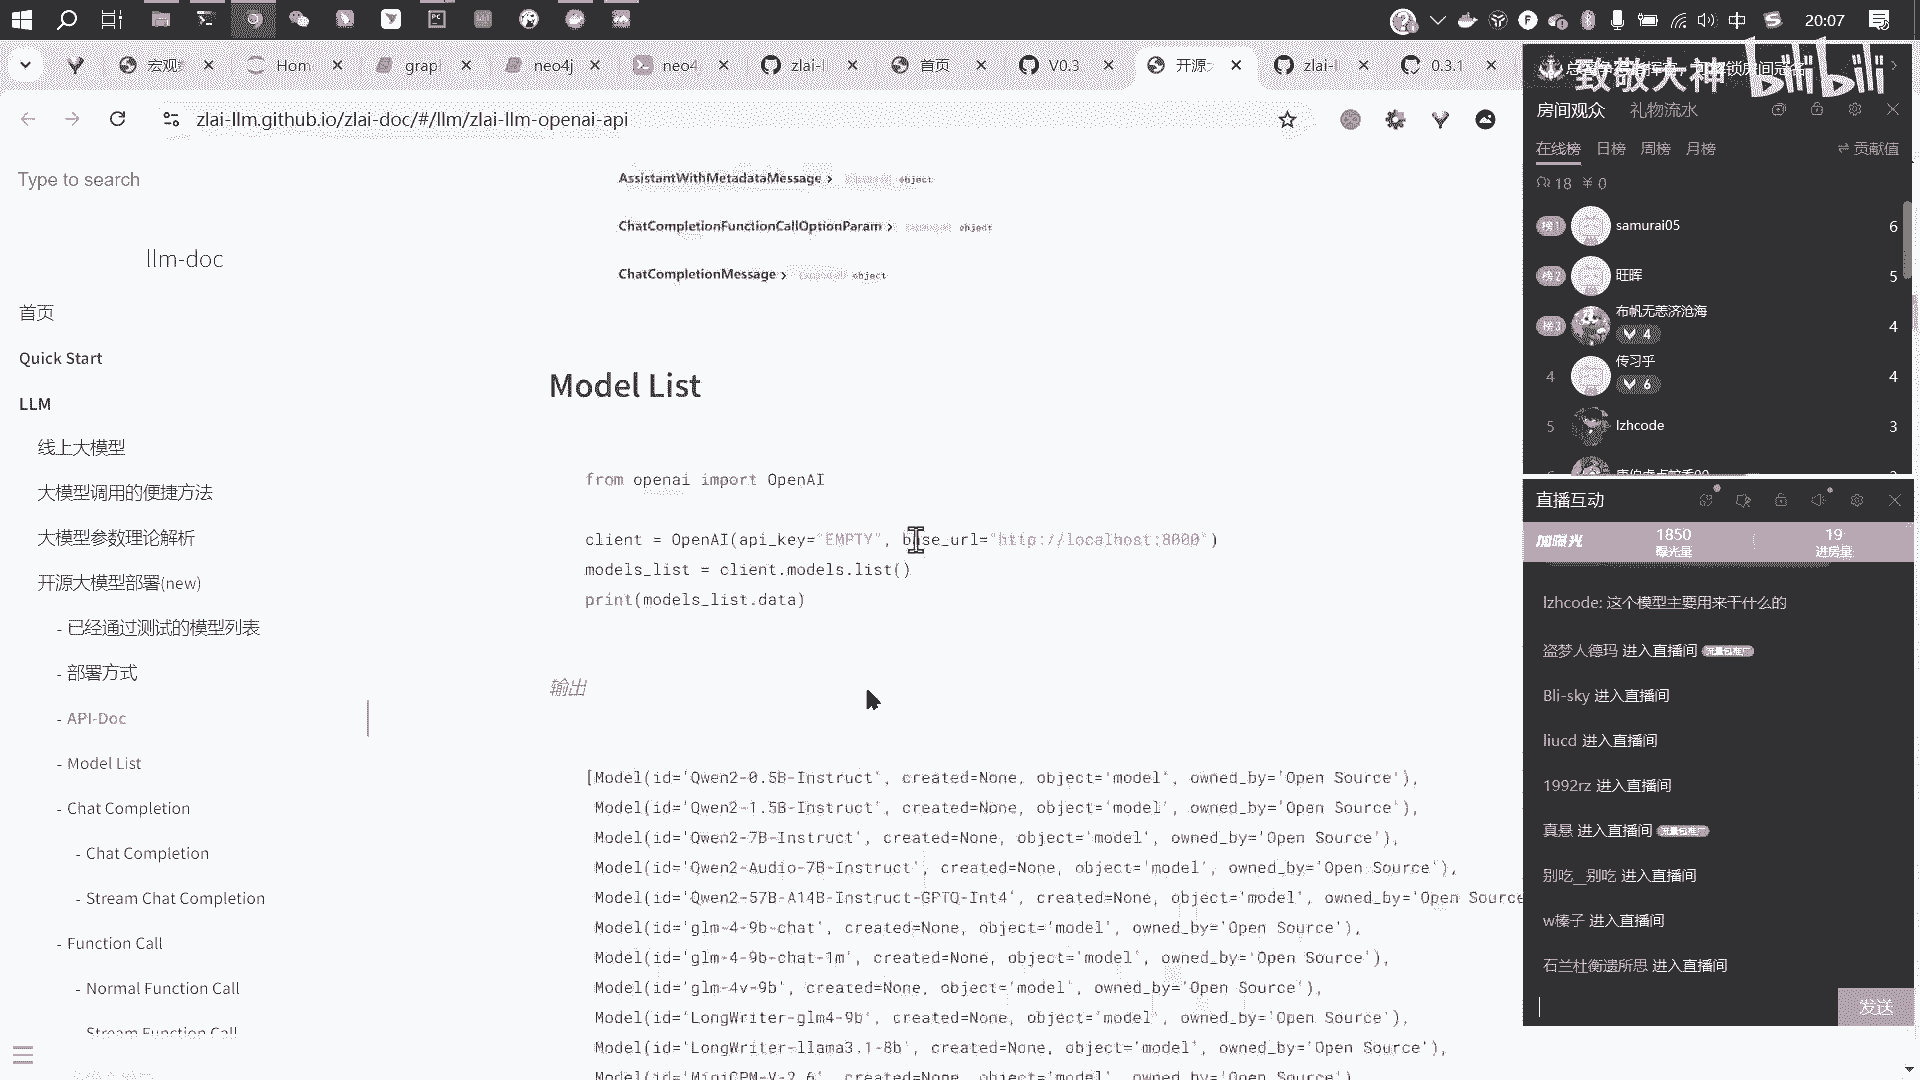 20:07
中
宏观
Hom
grap
neo4j
neo4
zlai-l
首页
V0.3
开源
zlai-l
0.3.1
zlai-llm.github.io/zlai-doc/#/llm/zlai-llm-openai-api
Type to search
llm-doc
首页
Quick Start
LLM
线上大模型
大模型调用的便捷方法
大模型参数理论解析
开源大模型部署(new)
- 已经通过测试的模型列表
- 部署方式
- API-Doc
- Model List
- Chat Completion
- Chat Completion
- Stream Chat Completion
- Function Call
- Normal Function Call
- Stream Function Call
AssistantWithMetadataMessage > object
ChatCompletionFunctionCallOptionParam > object
ChatCompletionMessage > object
Model List
from openai import OpenAI
client = OpenAI(api_key="EMPTY", base_url="http://localhost:8000")
models_list = client.models.list()
print(models_list.data)
输出
[Model(id='Qwen2-0.5B-Instruct', created=None, object='model', owned_by='Open Source'),
Model(id='Qwen2-1.5B-Instruct', created=None, object='model', owned_by='Open Source'),
Model(id='Qwen2-7B-Instruct', created=None, object='model', owned_by='Open Source'),
Model(id='Qwen2-Audio-7B-Instruct', created=None, object='model', owned_by='Open Source'),
Model(id='Qwen2-57B-A14B-Instruct-GPTQ-Int4', created=None, object='model', owned_by='Open Source
Model(id='glm-4-9b-chat', created=None, object='model', owned_by='Open Source'),
Model(id='glm-4-9b-chat-1m', created=None, object='model', owned_by='Open Source'),
Model(id='glm-4v-9b', created=None, object='model', owned_by='Open Source'),
Model(id='LongWriter-glm4-9b', created=None, object='model', owned_by='Open Source'),
Model(id='LongWriter-llama3.1-8b', created=None, object='model', owned_by='Open Source'),
Model(id='MiniCPM-V-2_6', created=None, object='model', owned_by='Open Source'),
致敬大神 bilibili
房间观众 礼物流水
在线榜 日榜 周榜 月榜 贡献值
18 ¥ 0
榜1 samurai05 6
榜2 旺晖 5
榜3 布帆无恙济沧海 4
4
4 传习乎 4
6
5 lzhcode 3
直播互动
加曝光 1850 19
曝光量 进房量
lzhcode: 这个模型主要用来干什么的
盗梦人德玛 进入直播间
Bli-sky 进入直播间
liucd 进入直播间
1992rz 进入直播间
真悬 进入直播间
别吃__别吃 进入直播间
w榛子 进入直播间
石兰杜衡遗所思 进入直播间
发送